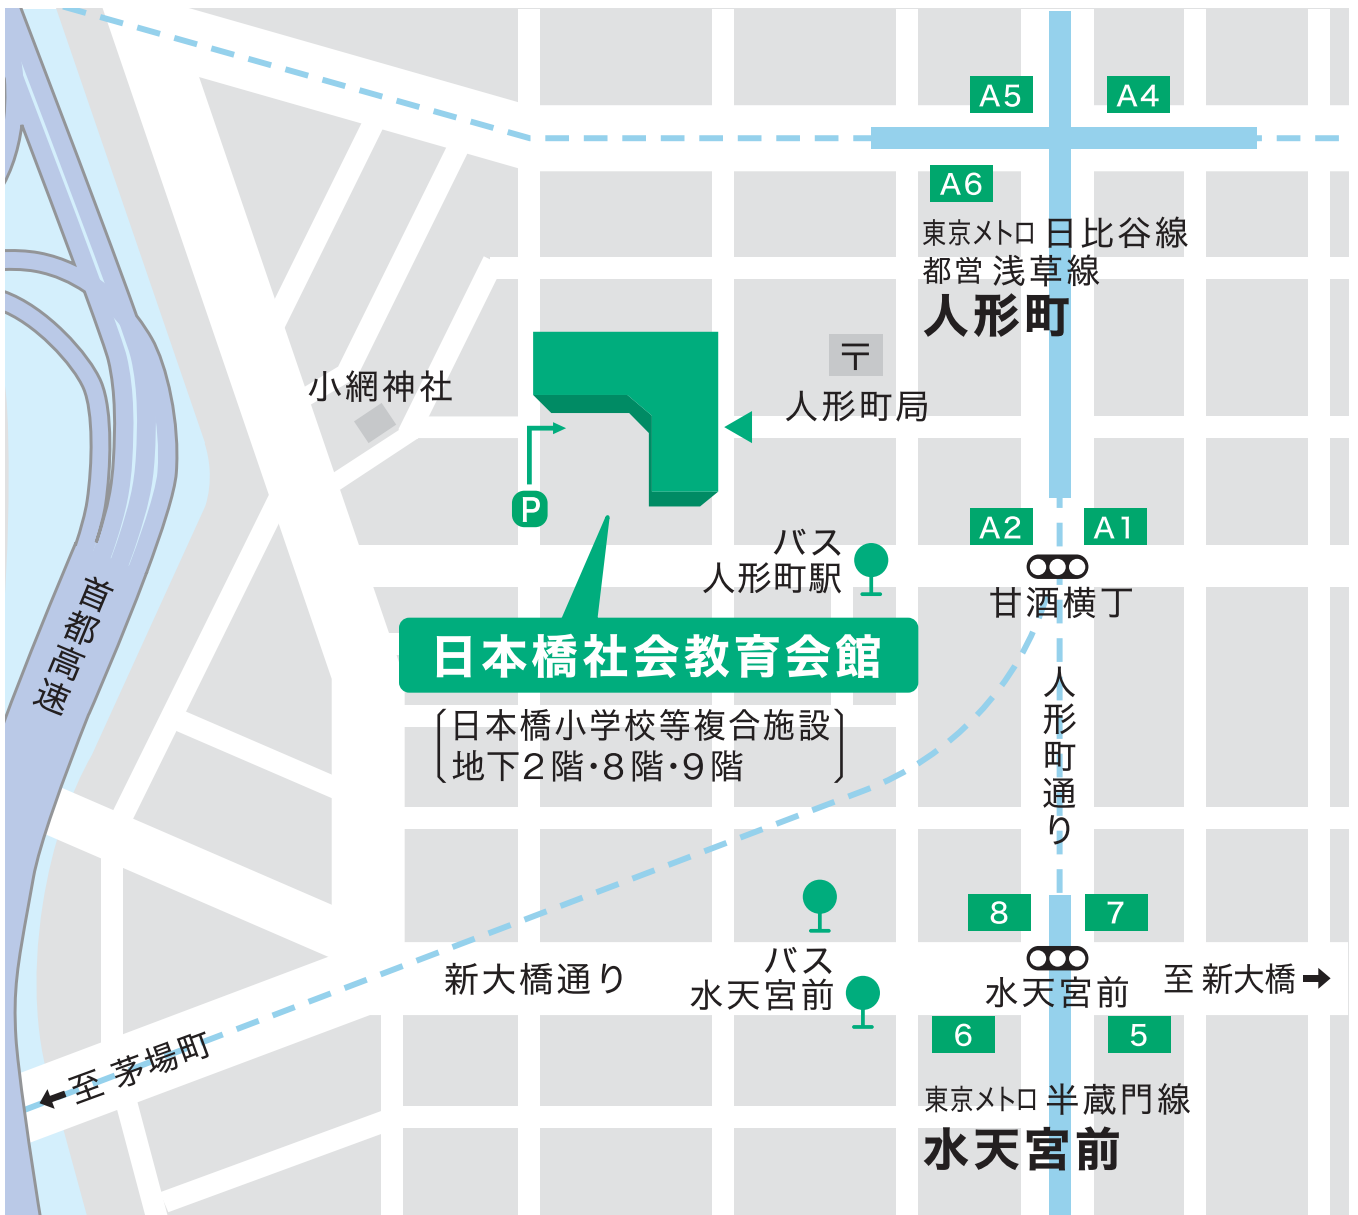 A5
A4
A6
東京メトロ 日比谷線
都営 浅草線
人形町
〒
人形町局
小網神社
P
A2
A1
バス
人形町駅
甘酒横丁
首都高速
日本橋社会教育会館
日本橋小学校等複合施設
地下2階・8階・9階
人形町通り
8
7
新大橋通り
バス
水天宮前
水天宮前
至 新大橋
6
5
至 茅場町
東京メトロ 半蔵門線
水天宮前